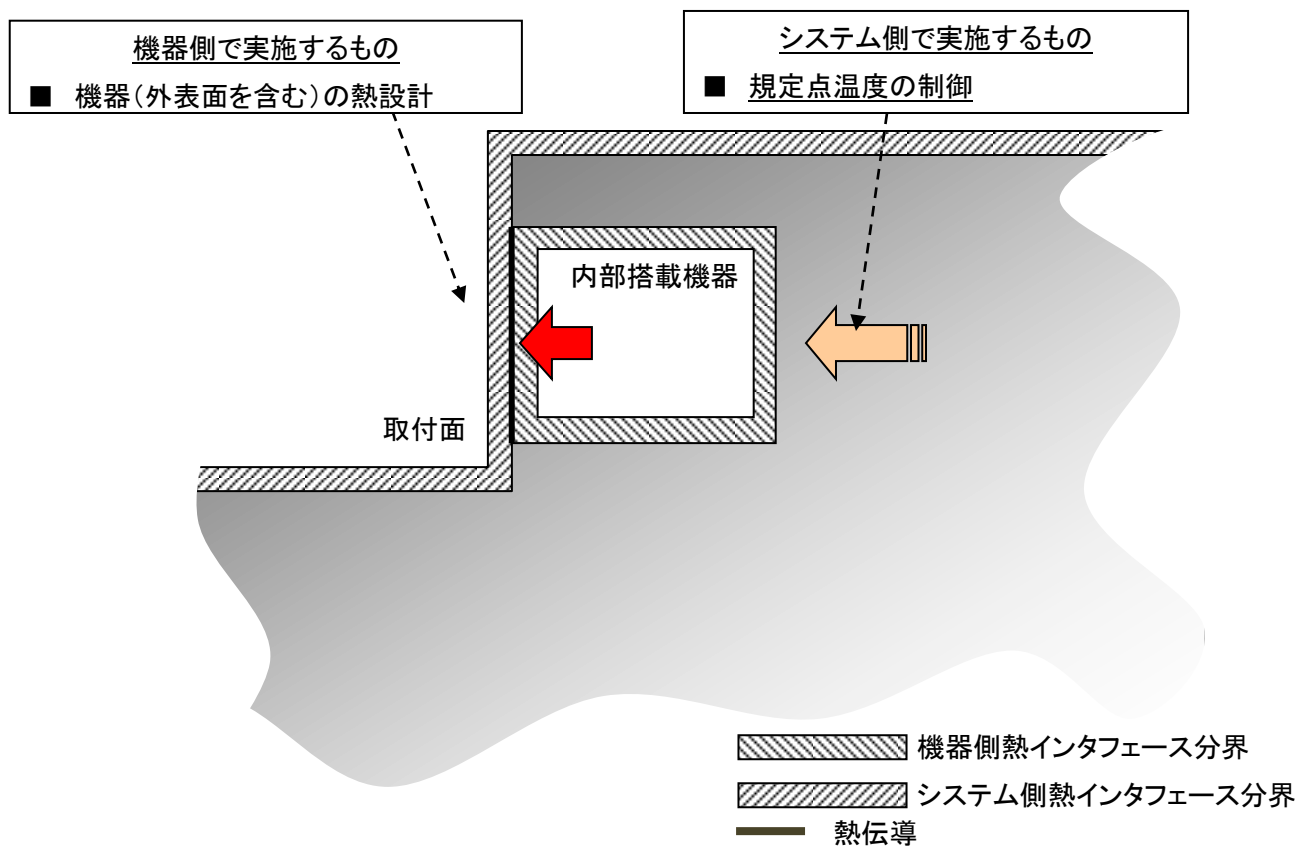 機器側で実施するもの
■ 機器(外表面を含む)の熱設計
システム側で実施するもの
■ 規定点温度の制御
内部搭載機器
取付面
機器側熱インタフェース分界
システム側熱インタフェース分界
熱伝導